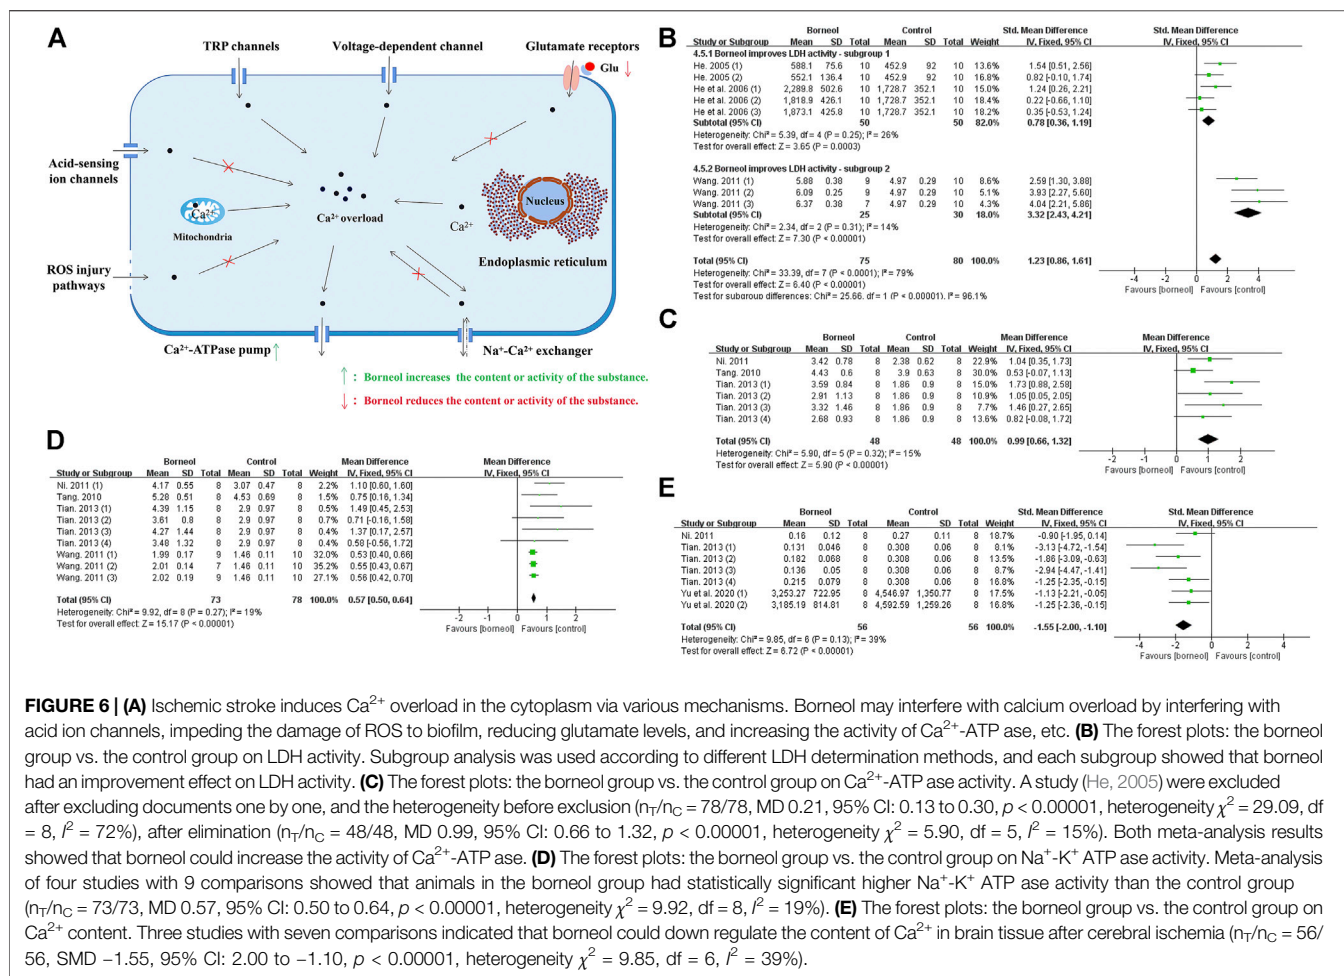 A
TRP channels
Voltage-dependent channel
Glutamate receptors
Glu
Acid-sensing
ion channels
Ca²⁺
Mitochondria
Ca²⁺ overload
Ca²⁺
Nucleus
Endoplasmic reticulum
ROS injury
pathways
Ca²⁺-ATPase pump ↑
Na⁺-Ca²⁺ exchanger
↑ : Borneol increases the content or activity of the substance.
↓ : Borneol reduces the content or activity of the substance.
B
Borneol Control Std. Mean Difference Std. Mean Difference
Study or Subgroup Mean SD Total Mean SD Total Weight IV, Fixed, 95% CI IV, Fixed, 95% CI
4.5.1 Borneol improves LDH activity - subgroup 1
He. 2005 (1) 588.1 75.6 10 452.9 92 10 13.6% 1.54 [0.51, 2.56]
He. 2005 (2) 552.1 136.4 10 452.9 92 10 16.8% 0.82 [-0.10, 1.74]
He et al. 2006 (1) 2,289.8 502.6 10 1,728.7 352.1 10 15.0% 1.24 [0.26, 2.21]
He et al. 2006 (2) 1,818.9 426.1 10 1,728.7 352.1 10 18.4% 0.22 [-0.66, 1.10]
He et al. 2006 (3) 1,873.1 425.8 10 1,728.7 352.1 10 18.2% 0.35 [-0.53, 1.24]
Subtotal (95% CI) 50 50 82.0% 0.78 [0.36, 1.19]
Heterogeneity: Chi² = 5.39, df = 4 (P = 0.25); I² = 26%
Test for overall effect: Z = 3.65 (P = 0.0003)
4.5.2 Borneol improves LDH activity - subgroup 2
Wang. 2011 (1) 5.88 0.38 9 4.97 0.29 10 8.6% 2.59 [1.30, 3.88]
Wang. 2011 (2) 6.09 0.25 9 4.97 0.29 10 5.1% 3.93 [2.27, 5.60]
Wang. 2011 (3) 6.37 0.38 7 4.97 0.29 10 4.3% 4.04 [2.21, 5.86]
Subtotal (95% CI) 25 30 18.0% 3.32 [2.43, 4.21]
Heterogeneity: Chi² = 2.34, df = 2 (P = 0.31); I² = 14%
Test for overall effect: Z = 7.30 (P < 0.00001)
Total (95% CI) 75 80 100.0% 1.23 [0.86, 1.61]
Heterogeneity: Chi² = 33.39, df = 7 (P < 0.0001); I² = 79%
Test for overall effect: Z = 6.40 (P < 0.00001)
Test for subgroup differences: Chi² = 25.66, df = 1 (P < 0.00001), I² = 96.1%
-4 -2 0 2 4
Favours [borneol] Favours [control]
C
Borneol Control Mean Difference Mean Difference
Study or Subgroup Mean SD Total Mean SD Total Weight IV, Fixed, 95% CI IV, Fixed, 95% CI
Ni. 2011 3.42 0.78 8 2.38 0.62 8 22.9% 1.04 [0.35, 1.73]
Tang. 2010 4.43 0.6 8 3.9 0.63 8 30.0% 0.53 [-0.07, 1.13]
Tian. 2013 (1) 3.59 0.84 8 1.86 0.9 8 15.0% 1.73 [0.88, 2.58]
Tian. 2013 (2) 2.91 1.13 8 1.86 0.9 8 10.9% 1.05 [0.05, 2.05]
Tian. 2013 (3) 3.32 1.46 8 1.86 0.9 8 7.7% 1.46 [0.27, 2.65]
Tian. 2013 (4) 2.68 0.93 8 1.86 0.9 8 13.6% 0.82 [-0.08, 1.72]
Total (95% CI) 48 48 100.0% 0.99 [0.66, 1.32]
Heterogeneity: Chi² = 5.90, df = 5 (P = 0.32); I² = 15%
Test for overall effect: Z = 5.90 (P < 0.00001)
-2 -1 0 1 2
Favours [borneol] Favours [control]
D
Borneol Control Mean Difference Mean Difference
Study or Subgroup Mean SD Total Mean SD Total Weight IV, Fixed, 95% CI IV, Fixed, 95% CI
Ni. 2011 (1) 4.17 0.55 8 3.07 0.47 8 2.2% 1.10 [0.60, 1.60]
Tang. 2010 5.28 0.51 8 4.53 0.69 8 1.5% 0.75 [0.16, 1.34]
Tian. 2013 (1) 4.39 1.15 8 2.9 0.97 8 0.5% 1.49 [0.45, 2.53]
Tian. 2013 (2) 3.61 0.8 8 2.9 0.97 8 0.7% 0.71 [-0.16, 1.58]
Tian. 2013 (3) 4.27 1.44 8 2.9 0.97 8 0.4% 1.37 [0.17, 2.57]
Tian. 2013 (4) 3.48 1.32 8 2.9 0.97 8 0.4% 0.58 [-0.56, 1.72]
Wang. 2011 (1) 1.99 0.17 9 1.46 0.11 10 32.0% 0.53 [0.40, 0.66]
Wang. 2011 (2) 2.01 0.14 7 1.46 0.11 10 35.2% 0.55 [0.43, 0.67]
Wang. 2011 (3) 2.02 0.19 9 1.46 0.11 10 27.1% 0.56 [0.42, 0.70]
Total (95% CI) 73 78 100.0% 0.57 [0.50, 0.64]
Heterogeneity: Chi² = 9.92, df = 8 (P = 0.27); I² = 19%
Test for overall effect: Z = 15.17 (P < 0.00001)
-4 -2 0 2 4
Favours [borneol] Favours [control]
E
Borneol Control Std. Mean Difference Std. Mean Difference
Study or Subgroup Mean SD Total Mean SD Total Weight IV, Fixed, 95% CI IV, Fixed, 95% CI
Ni. 2011 0.16 0.12 8 0.27 0.11 8 18.7% -0.90 [-1.95, 0.14]
Tian. 2013 (1) 0.131 0.046 8 0.308 0.06 8 8.2% -3.13 [-4.72, -1.54]
Tian. 2013 (2) 0.182 0.068 8 0.308 0.06 8 13.6% -1.86 [-3.09, -0.63]
Tian. 2013 (3) 0.136 0.05 8 0.308 0.06 8 8.7% -2.94 [-4.47, -1.41]
Tian. 2013 (4) 0.215 0.079 8 0.308 0.06 8 16.8% -1.25 [-2.35, -0.15]
Yu et al. 2020 (1) 3,253.27 722.95 8 4,546.97 1,350.77 8 17.5% -1.13 [-2.21, -0.05]
Yu et al. 2020 (2) 3,185.19 814.81 8 4,592.59 1,259.26 8 16.6% -1.25 [-2.36, -0.15]
Total (95% CI) 56 56 100.0% -1.55 [-2.00, -1.10]
Heterogeneity: Chi² = 9.85, df = 6 (P = 0.13); I² = 39%
Test for overall effect: Z = 6.72 (P < 0.00001)
-4 -2 0 2 4
Favours [borneol] Favours [control]
FIGURE 6 | (A) Ischemic stroke induces Ca²⁺ overload in the cytoplasm via various mechanisms. Borneol may interfere with calcium overload by interfering with
acid ion channels, impeding the damage of ROS to biofilm, reducing glutamate levels, and increasing the activity of Ca²⁺-ATP ase, etc. (B) The forest plots: the borneol
group vs. the control group on LDH activity. Subgroup analysis was used according to different LDH determination methods, and each subgroup showed that borneol
had an improvement effect on LDH activity. (C) The forest plots: the borneol group vs. the control group on Ca²⁺-ATP ase activity. A study (He, 2005) were excluded
after excluding documents one by one, and the heterogeneity before exclusion (nT/nC = 78/78, MD 0.21, 95% CI: 0.13 to 0.30, p < 0.00001, heterogeneity χ² = 29.09, df
= 8, I² = 72%), after elimination (nT/nC = 48/48, MD 0.99, 95% CI: 0.66 to 1.32, p < 0.00001, heterogeneity χ² = 5.90, df = 5, I² = 15%). Both meta-analysis results
showed that borneol could increase the activity of Ca²⁺-ATP ase. (D) The forest plots: the borneol group vs. the control group on Na⁺-K⁺ ATP ase activity. Meta-analysis
of four studies with 9 comparisons showed that animals in the borneol group had statistically significant higher Na⁺-K⁺ ATP ase activity than the control group
(nT/nC = 73/73, MD 0.57, 95% CI: 0.50 to 0.64, p < 0.00001, heterogeneity χ² = 9.92, df = 8, I² = 19%). (E) The forest plots: the borneol group vs. the control group on
Ca²⁺ content. Three studies with seven comparisons indicated that borneol could down regulate the content of Ca²⁺ in brain tissue after cerebral ischemia (nT/nC = 56/
56, SMD −1.55, 95% CI: 2.00 to −1.10, p < 0.00001, heterogeneity χ² = 9.85, df = 6, I² = 39%).